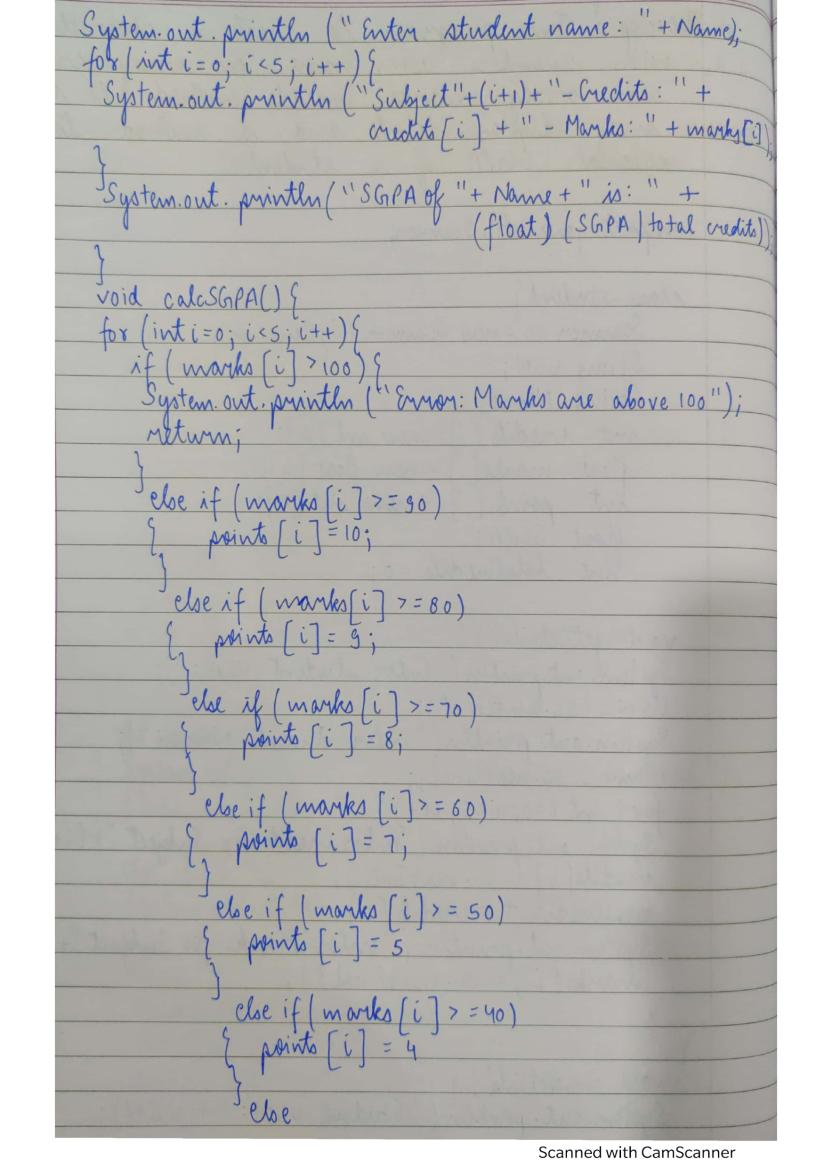 System.out.println ("Enter student name: " + Name);
for (int i=0; i<5; i++) {
System.out.println ("Subject"+(i+1)+"-Credits: " +
credits[i] + " - Marks: " + marks[i]);
}
System.out.println("SGPA of "+ Name + " is: " +
(float) (SGPA/total credits));
}
void calcSGPA() {
for (int i=0; i<5; i++) {
if (marks [i] >100) {
System.out.println ("Error: Marks are above 100");
return;
}
else if (marks [i] >=90)
{ points [i] =10;
}
else if (marks[i] >=80)
{ points [i] = 9;
}
else if (marks [i] >=70)
{ points [i] =8;
}
else if (marks [i] >=60)
{ points [i] = 7;
}
else if (marks [i] >= 50)
{ points [i] = 5
}
else if (marks [i] >=40)
{ points [i] = 4
}
else
Scanned with CamScanner